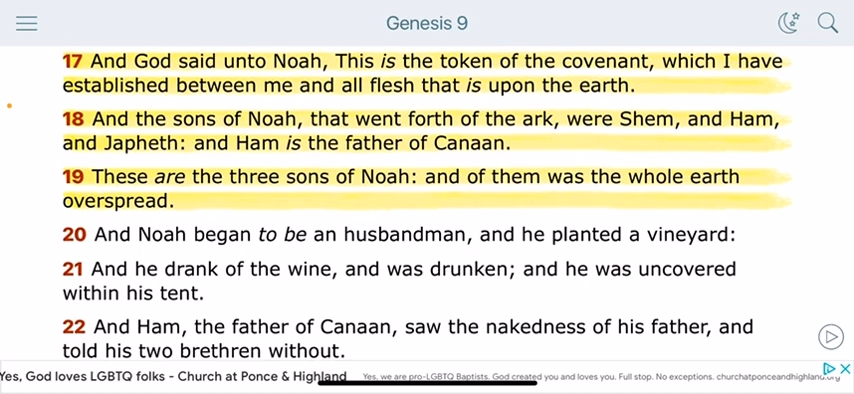 Genesis 9
17 And God said unto Noah, This is the token of the covenant, which I have
established between me and all flesh that is upon the earth.
18 And the sons of Noah, that went forth of the ark, were Shem, and Ham,
and Japheth: and Ham is the father of Canaan.
19 These are the three sons of Noah: and of them was the whole earth
overspread.
20 And Noah began to be an husbandman, and he planted a vineyard:
21 And he drank of the wine, and was drunken; and he was uncovered
within his tent.
22 And Ham, the father of Canaan, saw the nakedness of his father, and
told his two brethren without.
Yes, God loves LGBTQ folks - Church at Ponce & Highland Yes, we are pro-LGBTQ Baptists. God created you and loves you. Full stop. No exceptions. churchatponceandhighland.org